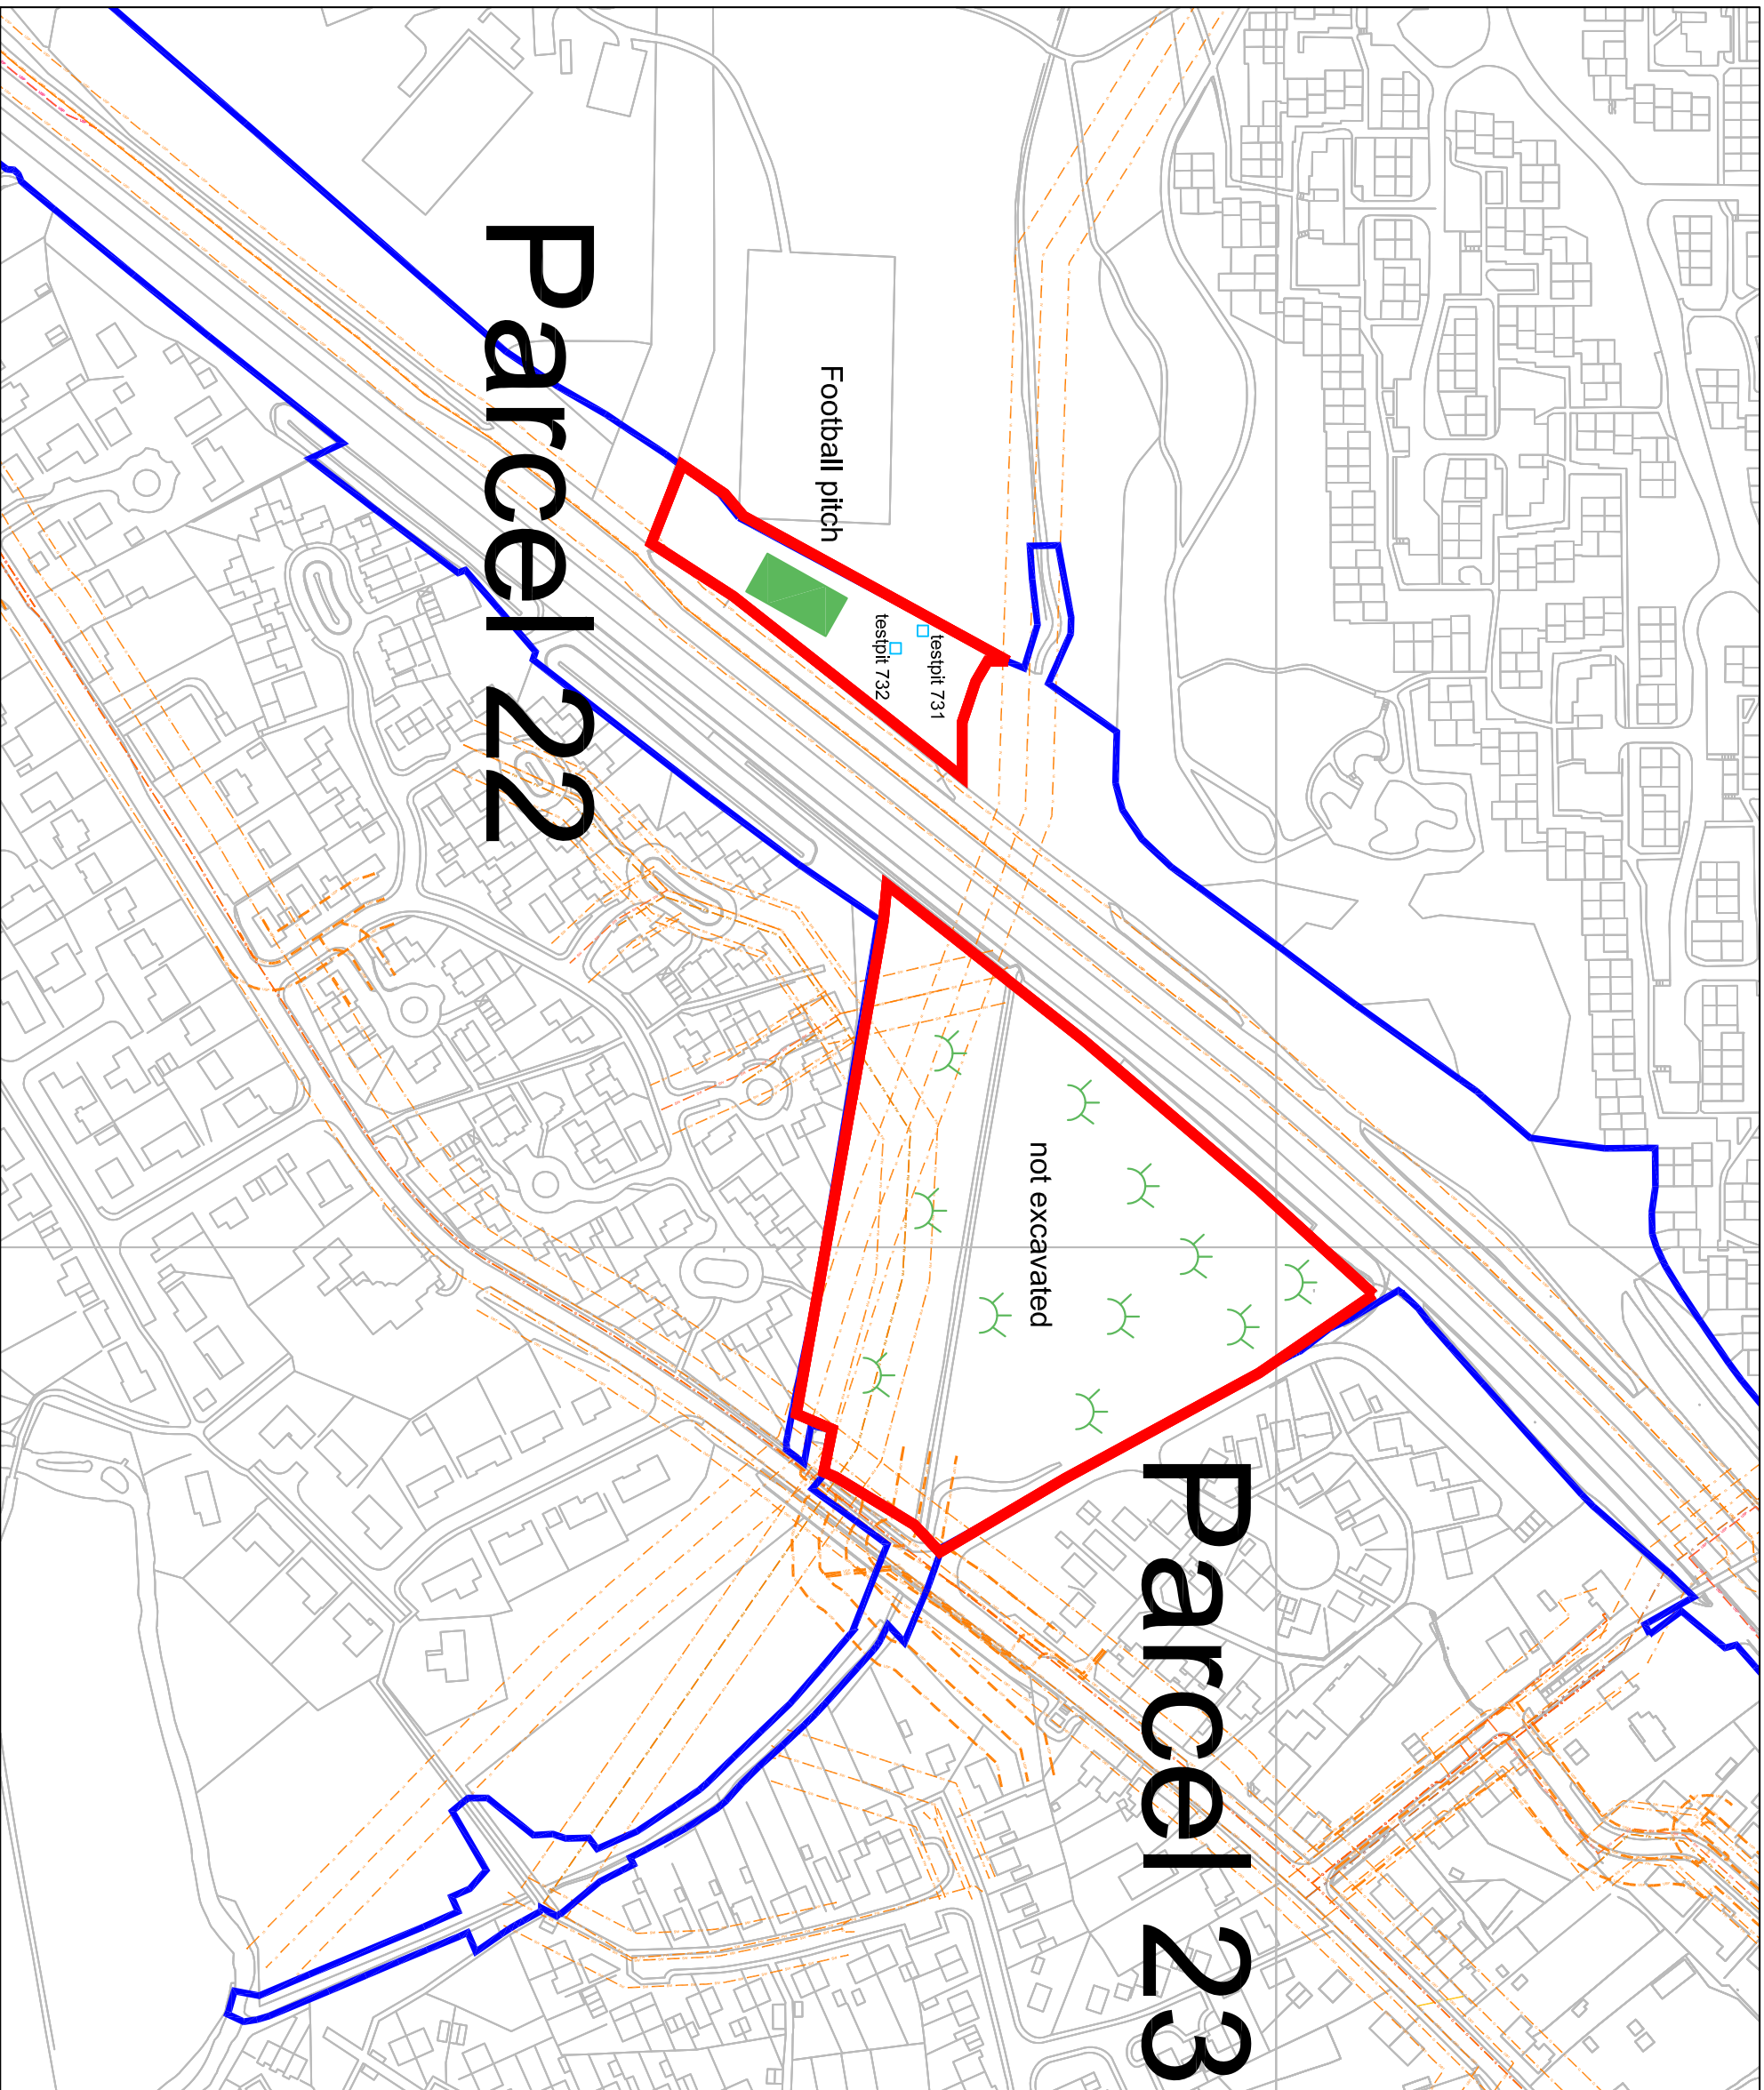 Parcel 23
not excavated
testpit 731
testpit 732
Football pitch
Parcel 22